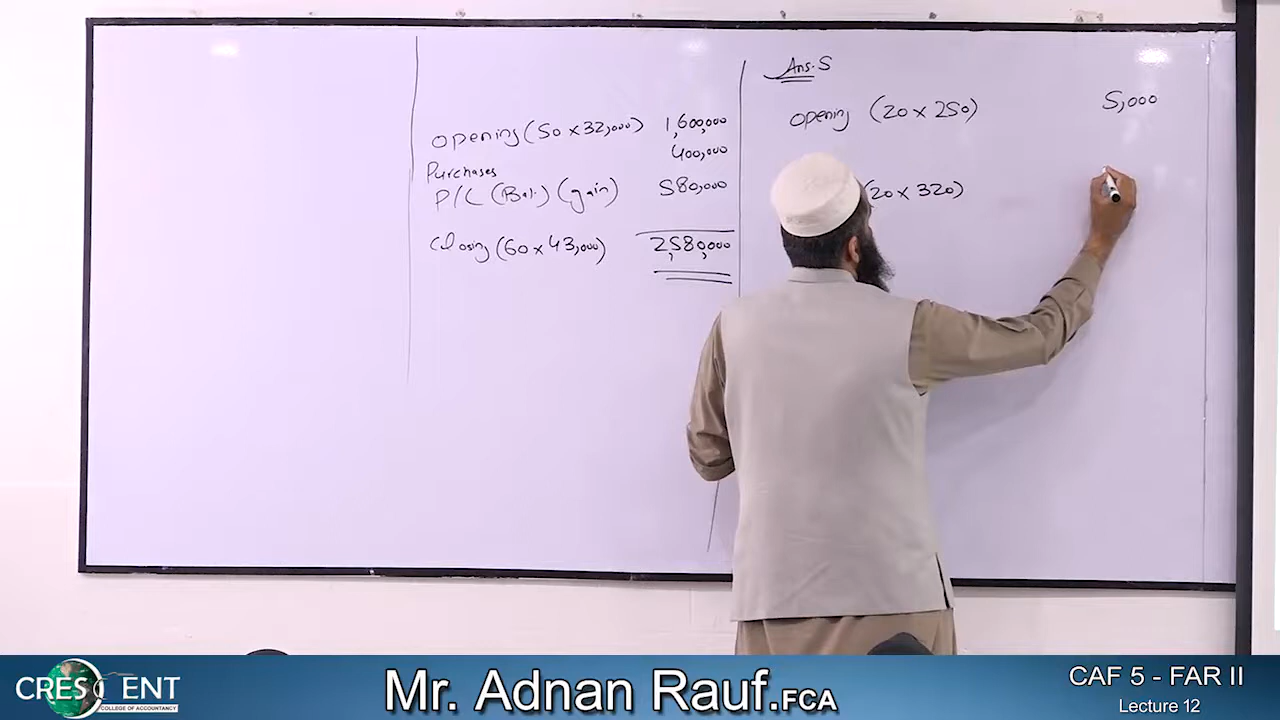 Opening (50 x 32,000) 1,600,000
Purchases 400,000
P/L (Bal.) (gain) 580,000
Closing (60 x 43,000) 2,580,000
Ans.5
Opening (20 x 250) 5,000
(20 x 320)
CRESCENT
COLLEGE OF ACCOUNTANCY
Mr. Adnan Rauf.FCA
CAF 5 - FAR II
Lecture 12